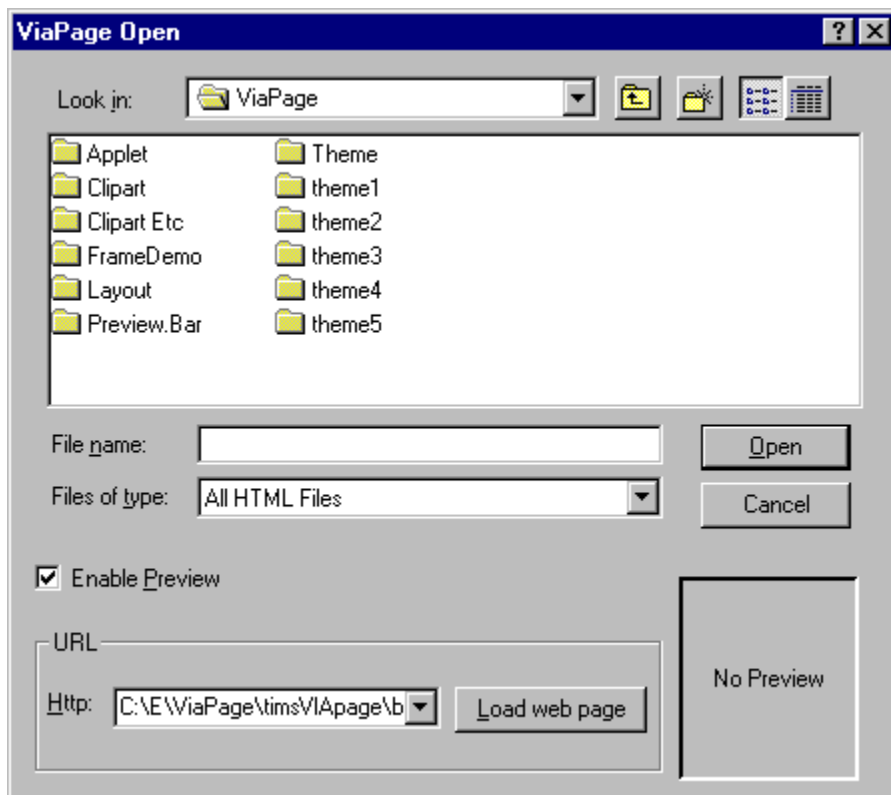 ViaPage Open
Look in: ViaPage
Applet Theme
Clipart theme1
Clipart Etc theme2
FrameDemo theme3
Layout theme4
Preview.Bar theme5
File name: Open
Files of type: All HTML Files Cancel
Enable Preview
URL
Http: C:\E\ViaPage\timsVIApage\b Load web page
No Preview